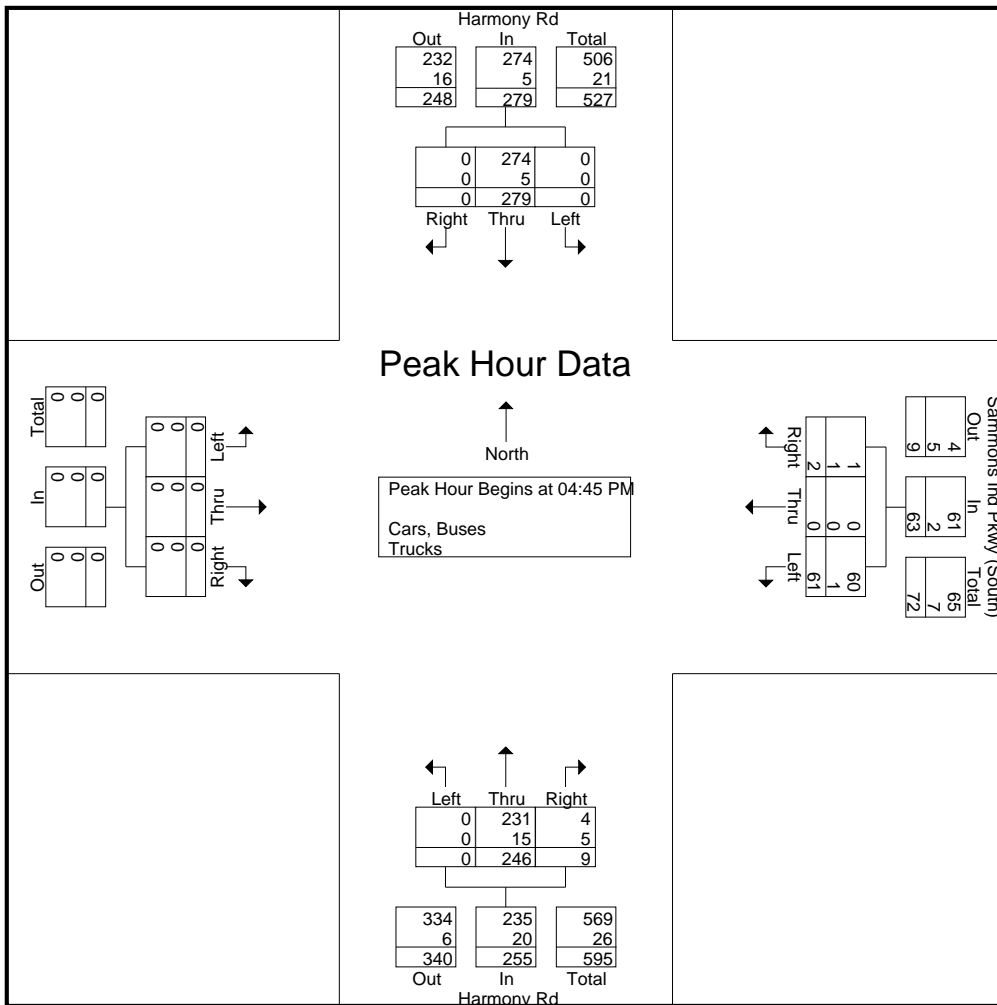 Harmony Rd
Out In Total
232 274 506
16 5 21
248 279 527
0 274 0
0 5 0
0 279 0
Right Thru Left
Peak Hour Data
North
Peak Hour Begins at 04:45 PM
Cars, Buses
Trucks
Total
0 0 0
In
0 0 0
Out
0 0 0
Left
0 0 0
Thru
0 0 0
Right
0 0 0
Sammons Ind Pkwy (South)
Out In Total
4 61 65
5 2 7
9 63 72
Right Thru Left
1 0 60
1 0 1
2 0 61
Left Thru Right
0 231 4
0 15 5
0 246 9
334 235 569
6 20 26
340 255 595
Out In Total
Harmony Rd